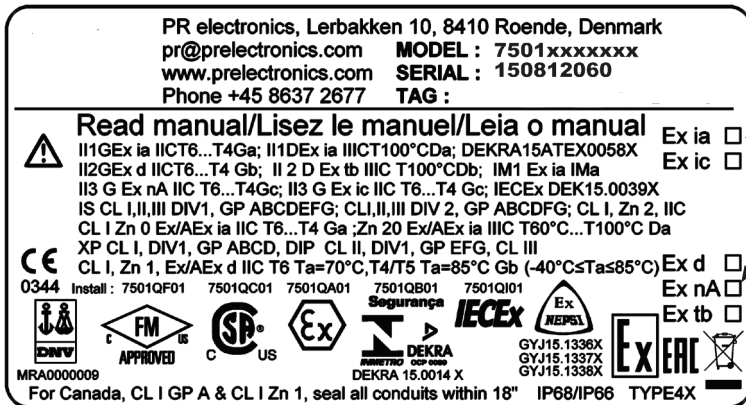 PR electronics, Lerbakken 10, 8410 Roende, Denmark
pr@prelectronics.com MODEL : 7501xxxxxxx
www.prelectronics.com SERIAL : 150812060
Phone +45 8637 2677 TAG :
Read manual/Lisez le manuel/Leia o manual
II1GEx ia IICT6...T4Ga; II1DEx ia IIICT100°CDa; DEKRA15ATEX0058X
II2GEx d IICT6...T4 Gb; II 2 D Ex tb IIIC T100°CDb; IM1 Ex ia IMa
II3 G Ex nA IIC T6...T4Gc; II3 G Ex ic IIC T6...T4 Gc; IECEx DEK15.0039X
IS CL I,II,III DIV1, GP ABCDEFG; CLI,II,III DIV 2, GP ABCDFG; CL I, Zn 2, IIC
CL I Zn 0 Ex/AEx ia IIC T6...T4 Ga ;Zn 20 Ex/AEx ia IIIC T60°C...T100°C Da
XP CL I, DIV1, GP ABCD, DIP CL II, DIV1, GP EFG, CL III
CL I, Zn 1, Ex/AEx d IIC T6 Ta=70°C,T4/T5 Ta=85°C Gb (-40°C≤Ta≤85°C)
Ex ia
Ex ic
Ex d
Ex nA
Ex tb
CE
0344 Install : 7501QF01 7501QC01 7501QA01 7501QB01 7501QI01
DNV
MRA0000009
C FM US
APPROVED
CSA®
C US
Ex
Segurança
INMETRO
DEKRA
OCP 0089
DEKRA 15.0014 X
IECEx
Ex
NEPSI
GYJ15.1336X
GYJ15.1337X
GYJ15.1338X
Ex
EAC
For Canada, CL I GP A & CL I Zn 1, seal all conduits within 18" IP68/IP66 TYPE4X